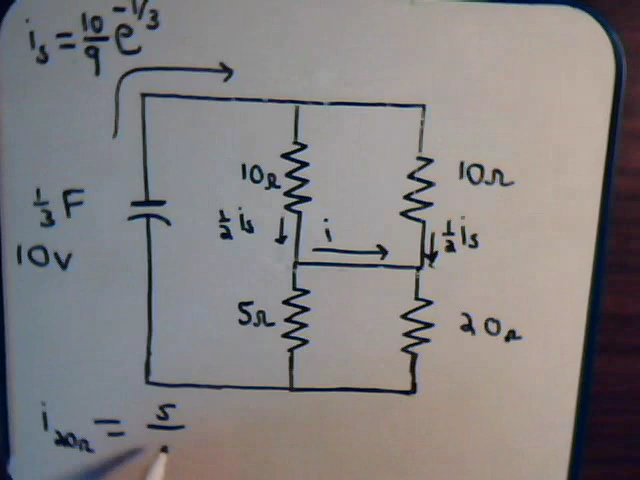 i_s = 10/9 e^-1/3
10Ω
10Ω
1/3 F
10V
1/2 i_s
i
1/2 i_s
5Ω
20Ω
i_20Ω = 5/